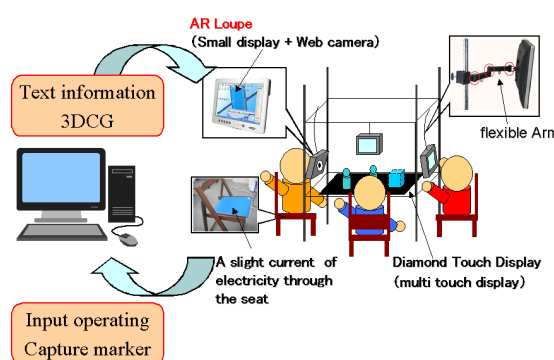 AR Loupe
(Small display + Web camera)
Text information
3DCG
flexible Arm
A slight current of
electricity through
the seat
Diamond Touch Display
(multi touch display)
Input operating
Capture marker